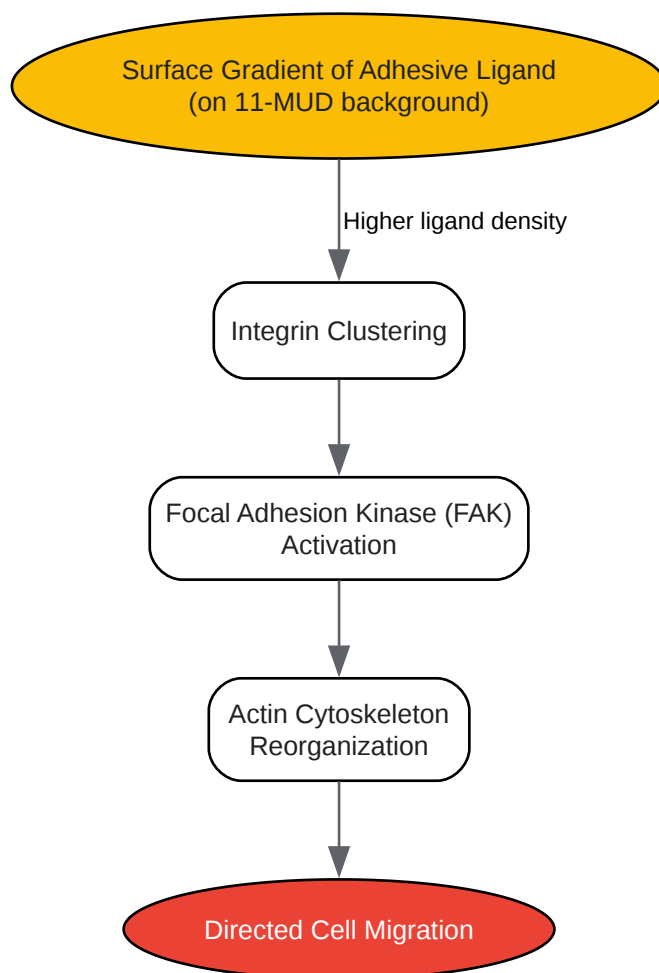 Surface Gradient of Adhesive Ligand
(on 11-MUD background)
Higher ligand density
Integrin Clustering
Focal Adhesion Kinase (FAK)
Activation
Actin Cytoskeleton
Reorganization
Directed Cell Migration